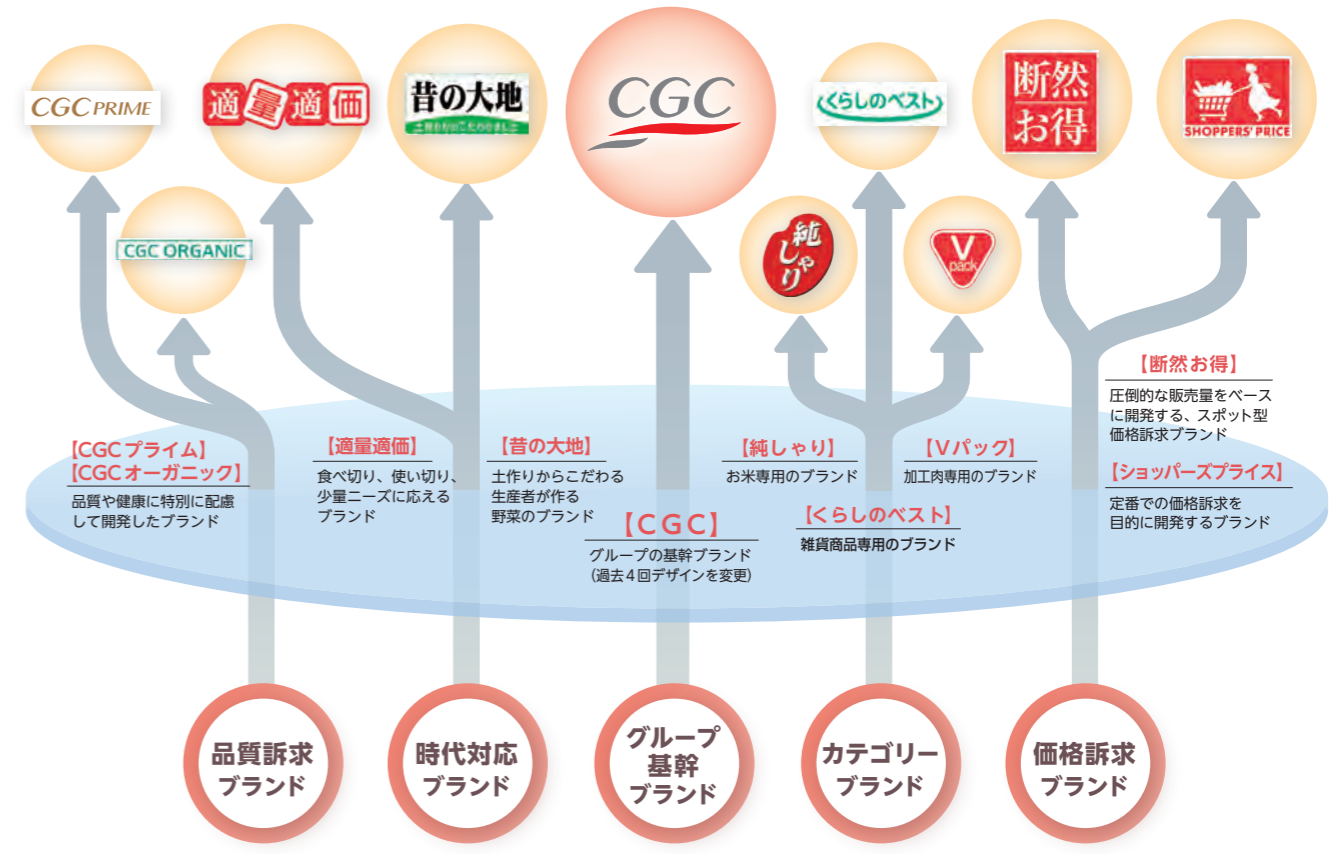 CGC PRIME
適量適価
昔の大地
CGC
くらしのベスト
断然
お得
SHOPPERS' PRICE
CGC ORGANIC
純しゃり
V
pack
【CGCプライム】
【CGCオーガニック】
品質や健康に特別に配慮
して開発したブランド
【適量適価】
食べ切り、使い切り、
少量ニーズに応える
ブランド
【昔の大地】
土作りからこだわる
生産者が作る
野菜のブランド
【CGC】
グループの基幹ブランド
（過去4回デザインを変更）
【純しゃり】
お米専用のブランド
【Vパック】
加工肉専用のブランド
【くらしのベスト】
雑貨商品専用のブランド
【断然お得】
圧倒的な販売量をベース
に開発する、スポット型
価格訴求ブランド
【ショッパーズプライス】
定番での価格訴求を
目的に開発するブランド
品質訴求
ブランド
時代対応
ブランド
グループ
基幹
ブランド
カテゴリー
ブランド
価格訴求
ブランド